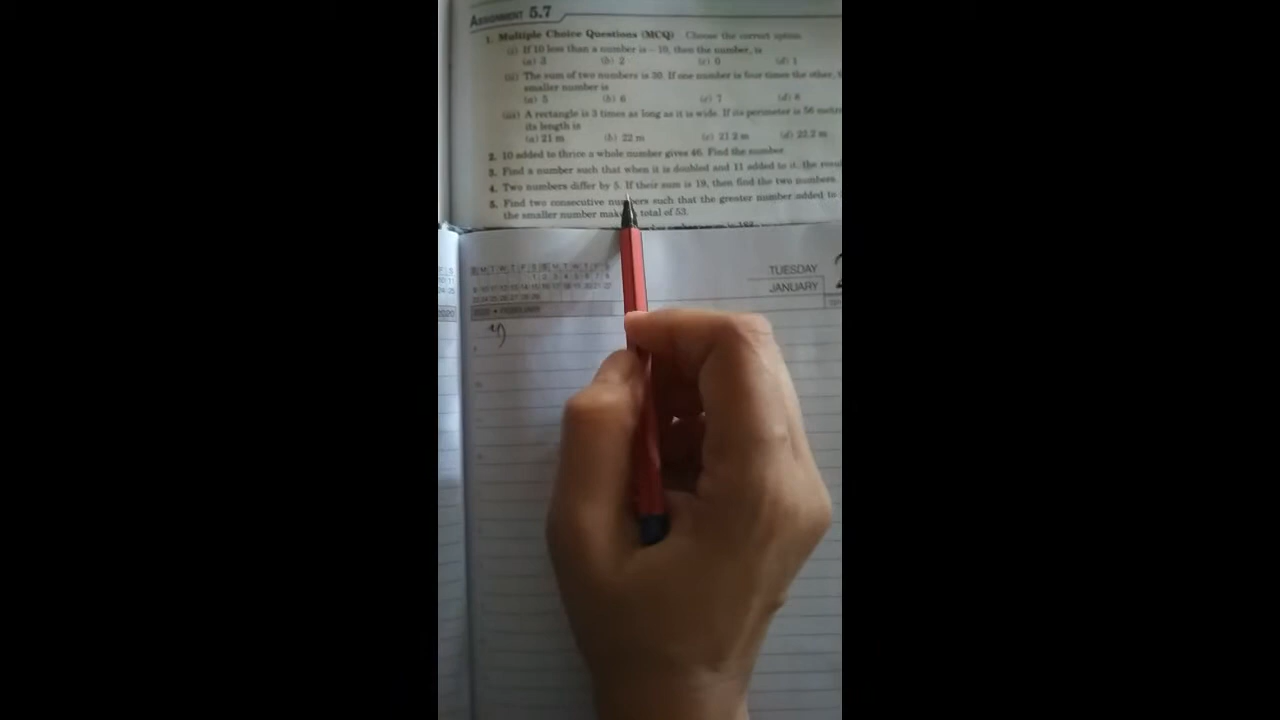 ASSIGNMENT 5.7
1. Multiple Choice Questions (MCQ) Choose the correct option
(i) If 10 less than a number is – 10, then the number, is
(a) 3 (b) 2 (c) 0 (d) 1
(ii) The sum of two numbers is 30. If one number is four times the other,
smaller number is
(a) 5 (b) 6 (c) 7 (d) 8
(iii) A rectangle is 3 times as long as it is wide. If its perimeter is 56
its length is
(a) 21 m (b) 22 m (c) 21.2 m (d) 22.2 m
2. 10 added to thrice a whole number gives 46. Find the number.
3. Find a number such that when it is doubled and 11 added to it, the
4. Two numbers differ by 5. If their sum is 19, then find the two numbers.
5. Find two consecutive numbers such that the greater number added to
the smaller number total of 53.
TUESDAY
JANUARY
2020 • FEBRUARY
2020